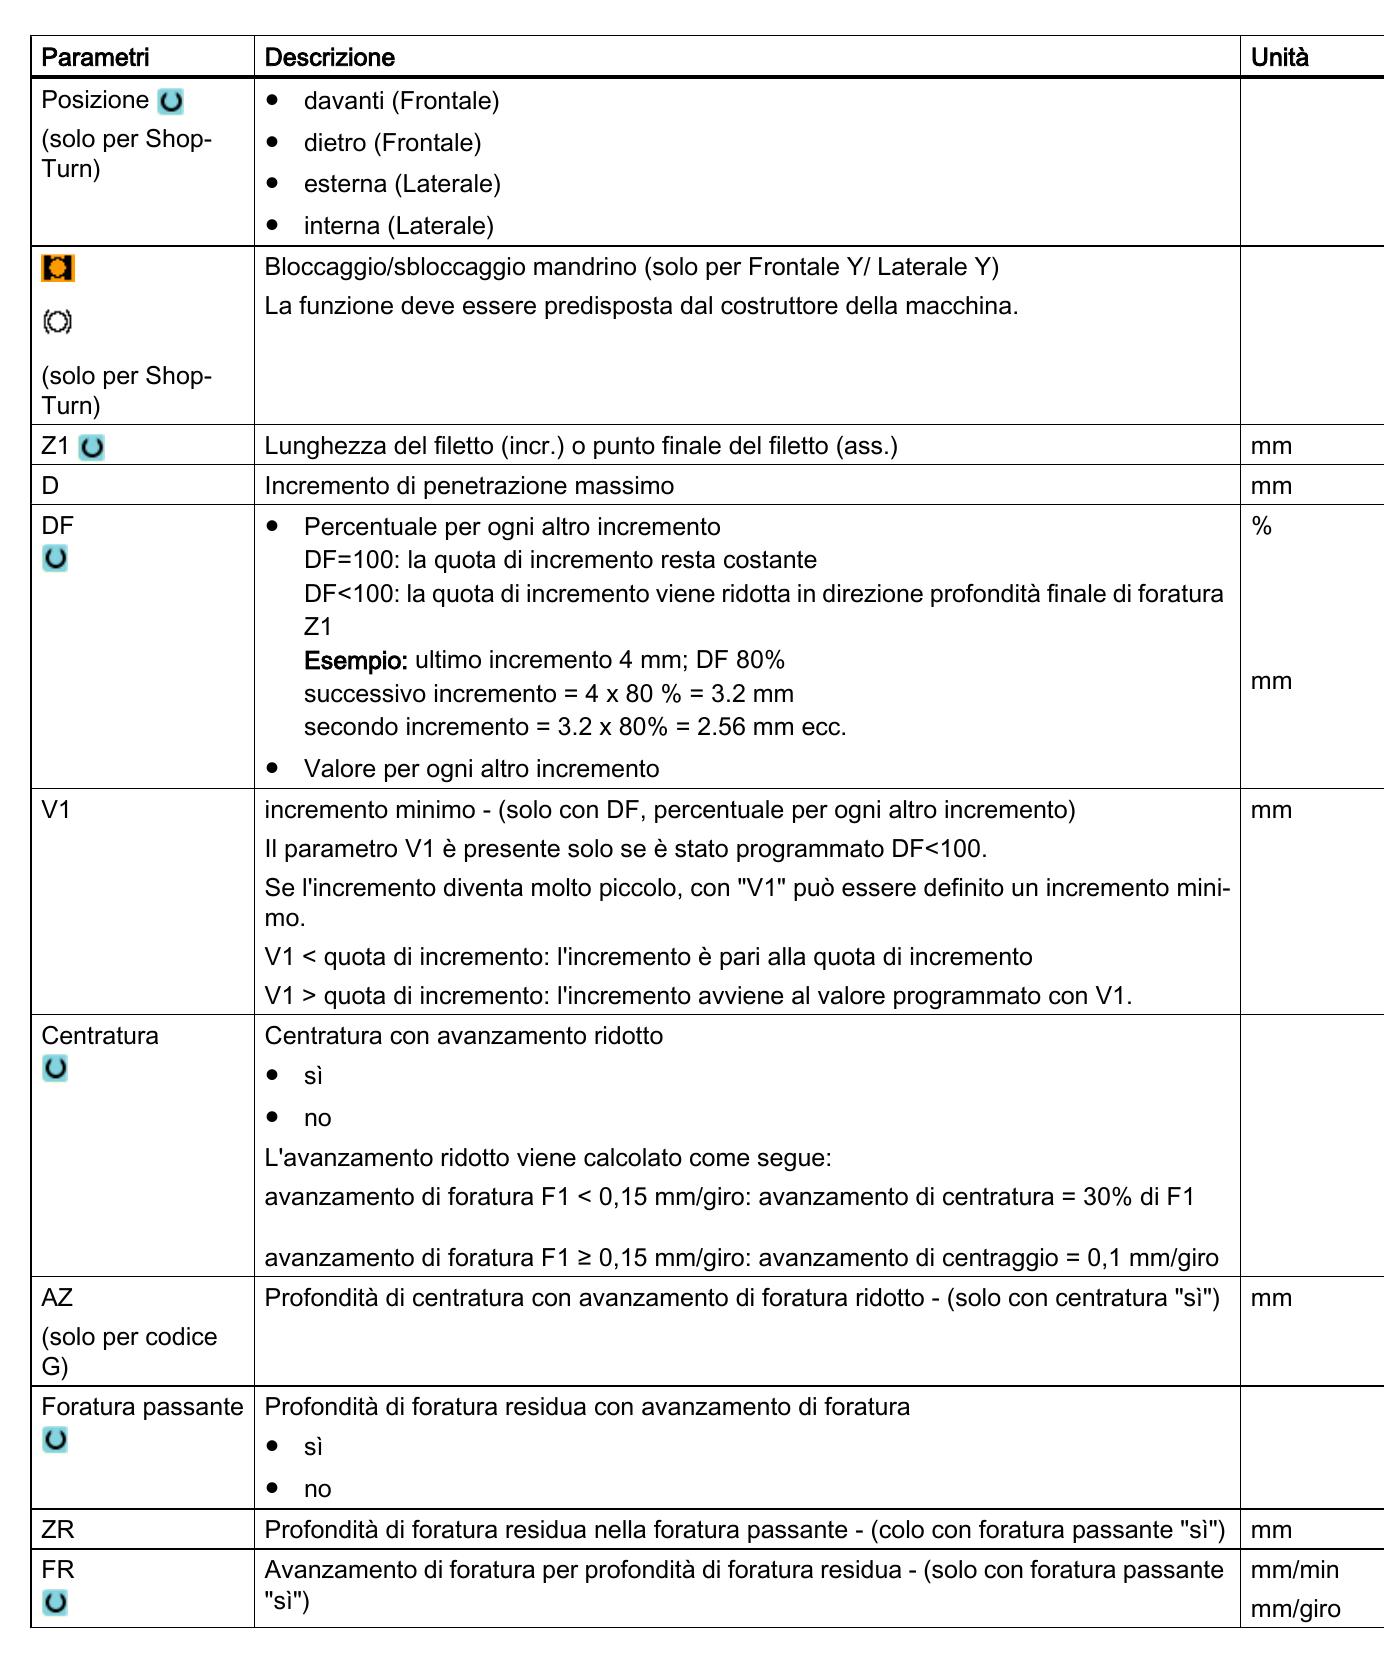 Parametri Descrizione Unità
Posizione
(solo per Shop-
Turn)
davanti (Frontale)
dietro (Frontale)
esterna (Laterale)
interna (Laterale)
(solo per Shop-
Turn)
Bloccaggio/sbloccaggio mandrino (solo per Frontale Y/ Laterale Y)
La funzione deve essere predisposta dal costruttore della macchina.
Z1 Lunghezza del filetto (incr.) o punto finale del filetto (ass.) mm
D Incremento di penetrazione massimo mm
DF
• Percentuale per ogni altro incremento %
DF=100: la quota di incremento resta costante
DF<100: la quota di incremento viene ridotta in direzione profondità finale di foratura
Z1
Esempio: ultimo incremento 4 mm; DF 80%
successivo incremento = 4 x 80 % = 3.2 mm mm
secondo incremento = 3.2 x 80% = 2.56 mm ecc.
• Valore per ogni altro incremento
V1 incremento minimo - (solo con DF, percentuale per ogni altro incremento) mm
Il parametro V1 è presente solo se è stato programmato DF<100.
Se l'incremento diventa molto piccolo, con "V1" può essere definito un incremento mini-
mo.
V1 < quota di incremento: l'incremento è pari alla quota di incremento
V1 > quota di incremento: l'incremento avviene al valore programmato con V1.
Centratura Centratura con avanzamento ridotto
• sì
• no
L'avanzamento ridotto viene calcolato come segue:
avanzamento di foratura F1 < 0,15 mm/giro: avanzamento di centratura = 30% di F1
avanzamento di foratura F1 ≥ 0,15 mm/giro: avanzamento di centraggio = 0,1 mm/giro
AZ
(solo per codice
G)
Profondità di centratura con avanzamento di foratura ridotto - (solo con centratura "sì") mm
Foratura passante Profondità di foratura residua con avanzamento di foratura
• sì
• no
ZR Profondità di foratura residua nella foratura passante - (colo con foratura passante "sì") mm
FR Avanzamento di foratura per profondità di foratura residua - (solo con foratura passante mm/min
"sì") mm/giro